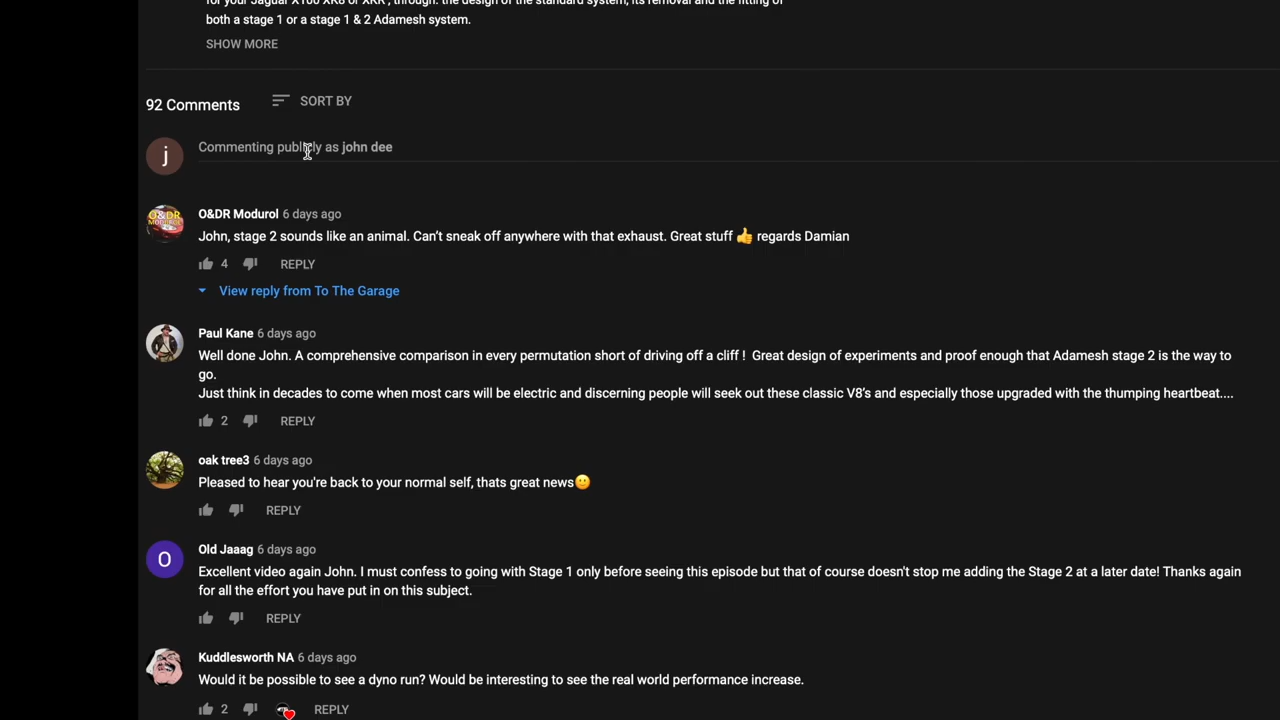 for your Jaguar X100 XK8 or XKR , through: the design of the standard system, its removal and the fitting of
both a stage 1 or a stage 1 & 2 Adamesh system.
SHOW MORE
92 Comments
SORT BY
j
Commenting publicly as john dee
O&DR MODUROL
O&DR Modurol 6 days ago
John, stage 2 sounds like an animal. Can’t sneak off anywhere with that exhaust. Great stuff 👍 regards Damian
4 REPLY
View reply from To The Garage
Paul Kane 6 days ago
Well done John. A comprehensive comparison in every permutation short of driving off a cliff ! Great design of experiments and proof enough that Adamesh stage 2 is the way to
go.
Just think in decades to come when most cars will be electric and discerning people will seek out these classic V8’s and especially those upgraded with the thumping heartbeat....
2 REPLY
oak tree3 6 days ago
Pleased to hear you're back to your normal self, thats great news🙂
REPLY
O
Old Jaaag 6 days ago
Excellent video again John. I must confess to going with Stage 1 only before seeing this episode but that of course doesn't stop me adding the Stage 2 at a later date! Thanks again
for all the effort you have put in on this subject.
REPLY
Kuddlesworth NA 6 days ago
Would it be possible to see a dyno run? Would be interesting to see the real world performance increase.
2 REPLY